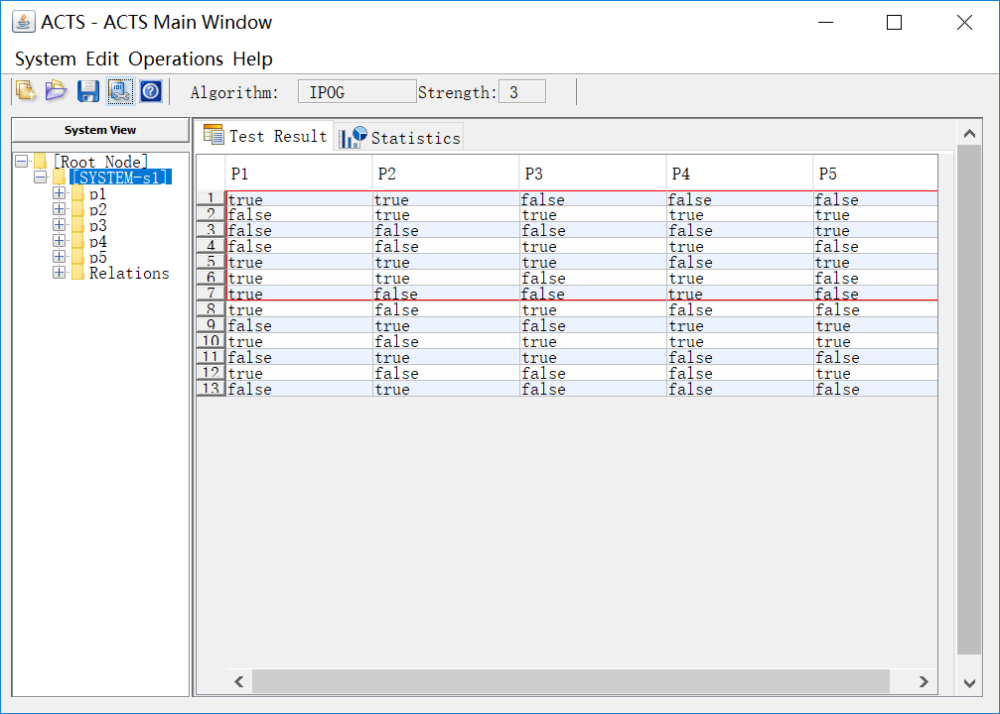 ACTS - ACTS Main Window
System Edit Operations Help
Algorithm: IPOG Strength: 3
System View
[Root Node]
[SYSTEM-s1]
p1
p2
p3
p4
p5
Relations
Test Result Statistics
P1 P2 P3 P4 P5
1 true true false false false
2 false true true true true
3 false false false false true
4 false false true true false
5 true true true false true
6 true true false true false
7 true false false true false
8 true false true false false
9 false true false true true
10 true false true true true
11 false true true false false
12 true false false false true
13 false true false false false